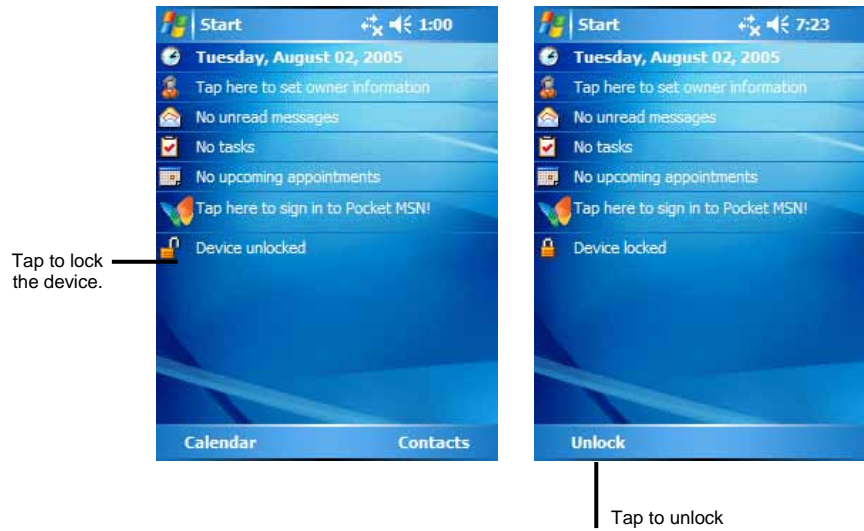 Start 1:00
Tuesday, August 02, 2005
Tap here to set owner information
No unread messages
No tasks
No upcoming appointments
Tap here to sign in to Pocket MSN!
Device unlocked
Tap to lock
the device.
Calendar Contacts
Start 7:23
Tuesday, August 02, 2005
Tap here to set owner information
No unread messages
No tasks
No upcoming appointments
Tap here to sign in to Pocket MSN!
Device locked
Unlock
Tap to unlock